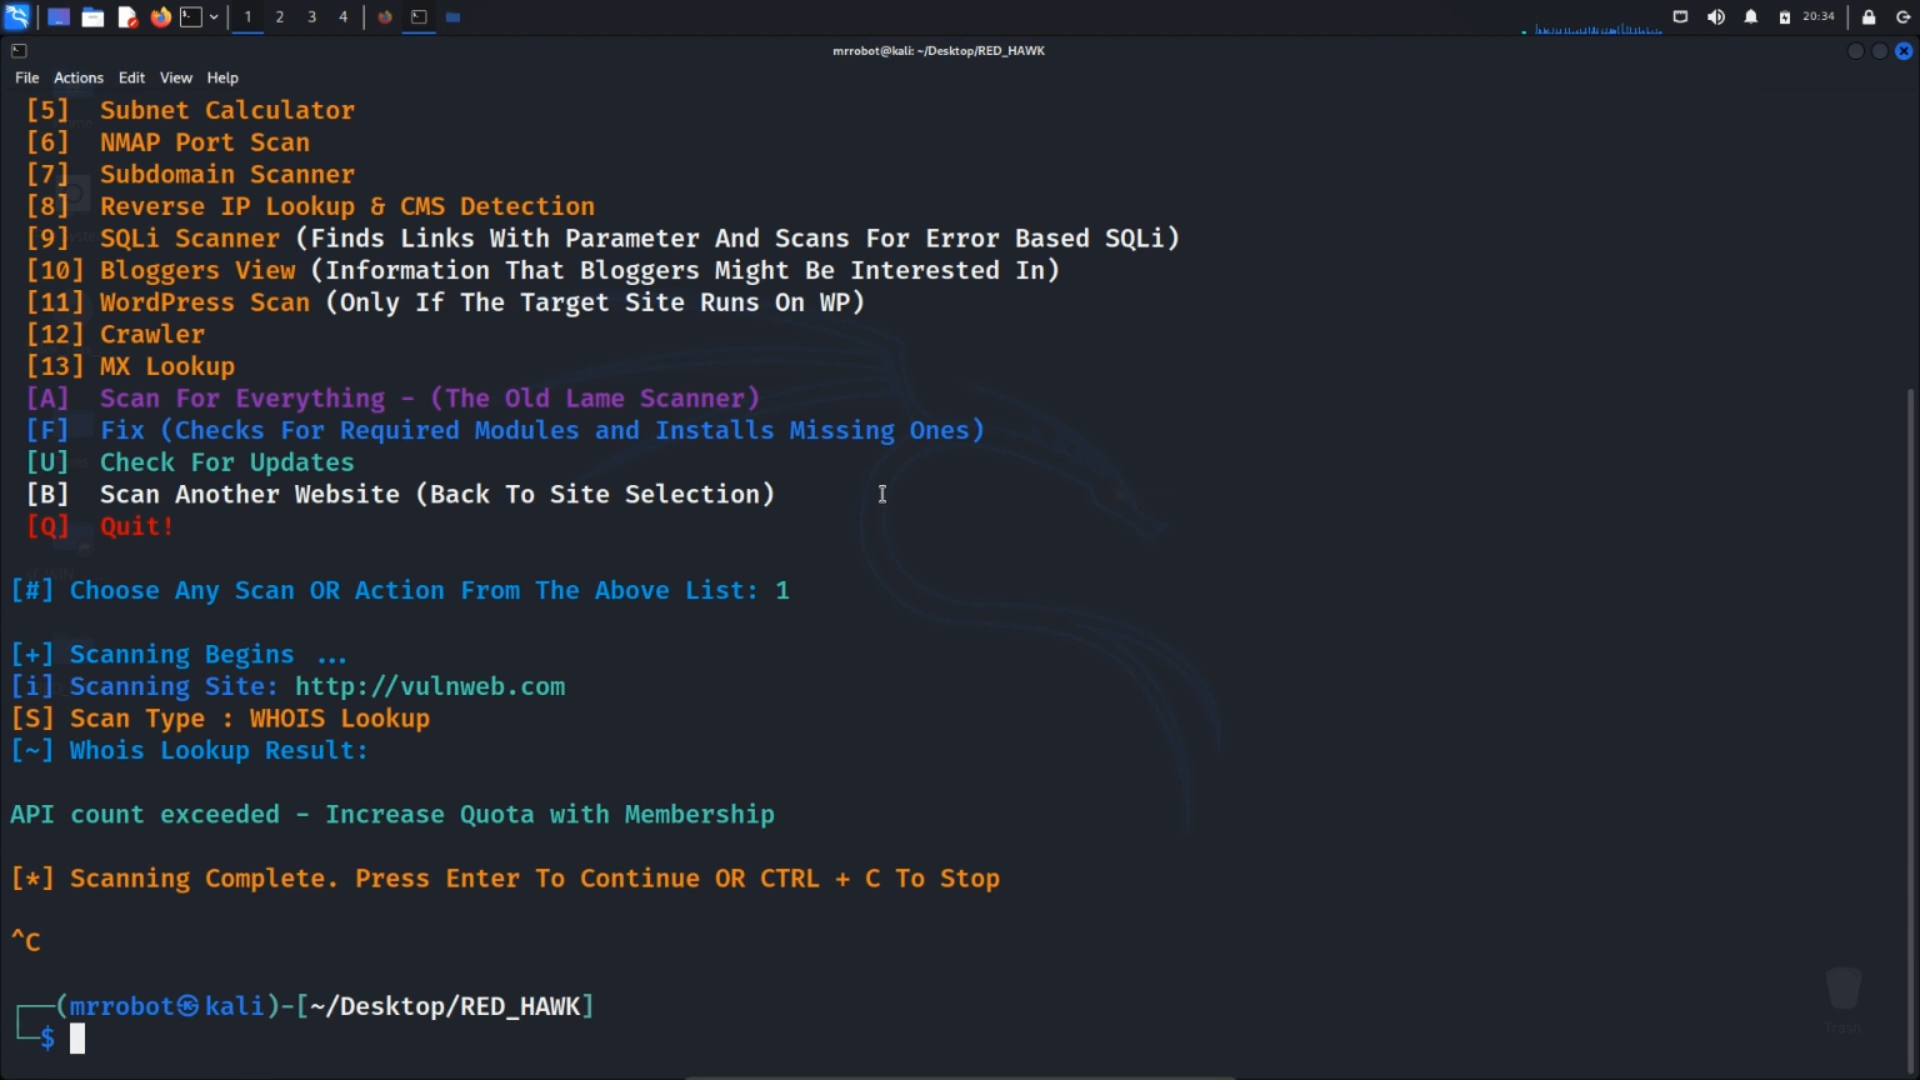 1 2 3 4 20:34
mrrobot@kali: ~/Desktop/RED_HAWK
File Actions Edit View Help
[5] Subnet Calculator
[6] NMAP Port Scan
[7] Subdomain Scanner
[8] Reverse IP Lookup & CMS Detection
[9] SQLi Scanner (Finds Links With Parameter And Scans For Error Based SQLi)
[10] Bloggers View (Information That Bloggers Might Be Interested In)
[11] WordPress Scan (Only If The Target Site Runs On WP)
[12] Crawler
[13] MX Lookup
[A] Scan For Everything - (The Old Lame Scanner)
[F] Fix (Checks For Required Modules and Installs Missing Ones)
[U] Check For Updates
[B] Scan Another Website (Back To Site Selection)
[Q] Quit!
[#] Choose Any Scan OR Action From The Above List: 1
[+] Scanning Begins ...
[i] Scanning Site: http://vulnweb.com
[S] Scan Type : WHOIS Lookup
[~] Whois Lookup Result:
API count exceeded - Increase Quota with Membership
[*] Scanning Complete. Press Enter To Continue OR CTRL + C To Stop
^C
┌──(mrrobot㉿kali)-[~/Desktop/RED_HAWK]
└─$
Trash